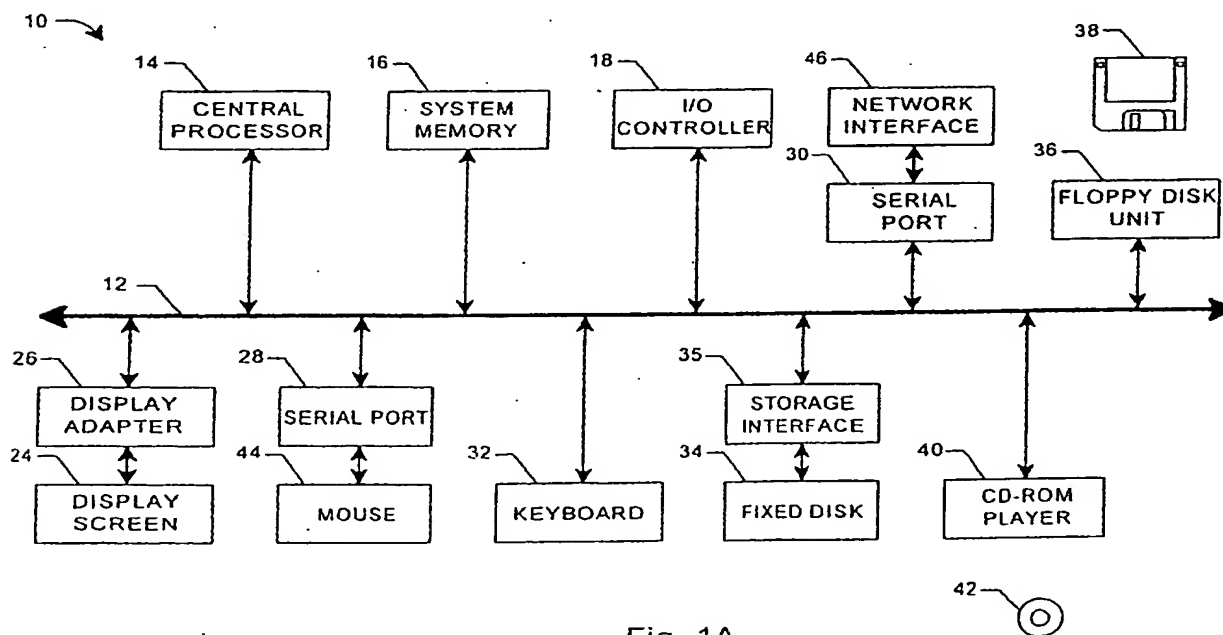 10
14
16
18
46
38
CENTRAL
PROCESSOR
SYSTEM
MEMORY
I/O
CONTROLLER
NETWORK
INTERFACE
30
36
SERIAL
PORT
FLOPPY DISK
UNIT
12
26
28
35
DISPLAY
ADAPTER
SERIAL PORT
STORAGE
INTERFACE
24
44
32
34
40
DISPLAY
SCREEN
MOUSE
KEYBOARD
FIXED DISK
CD-ROM
PLAYER
42
Fig. 1A